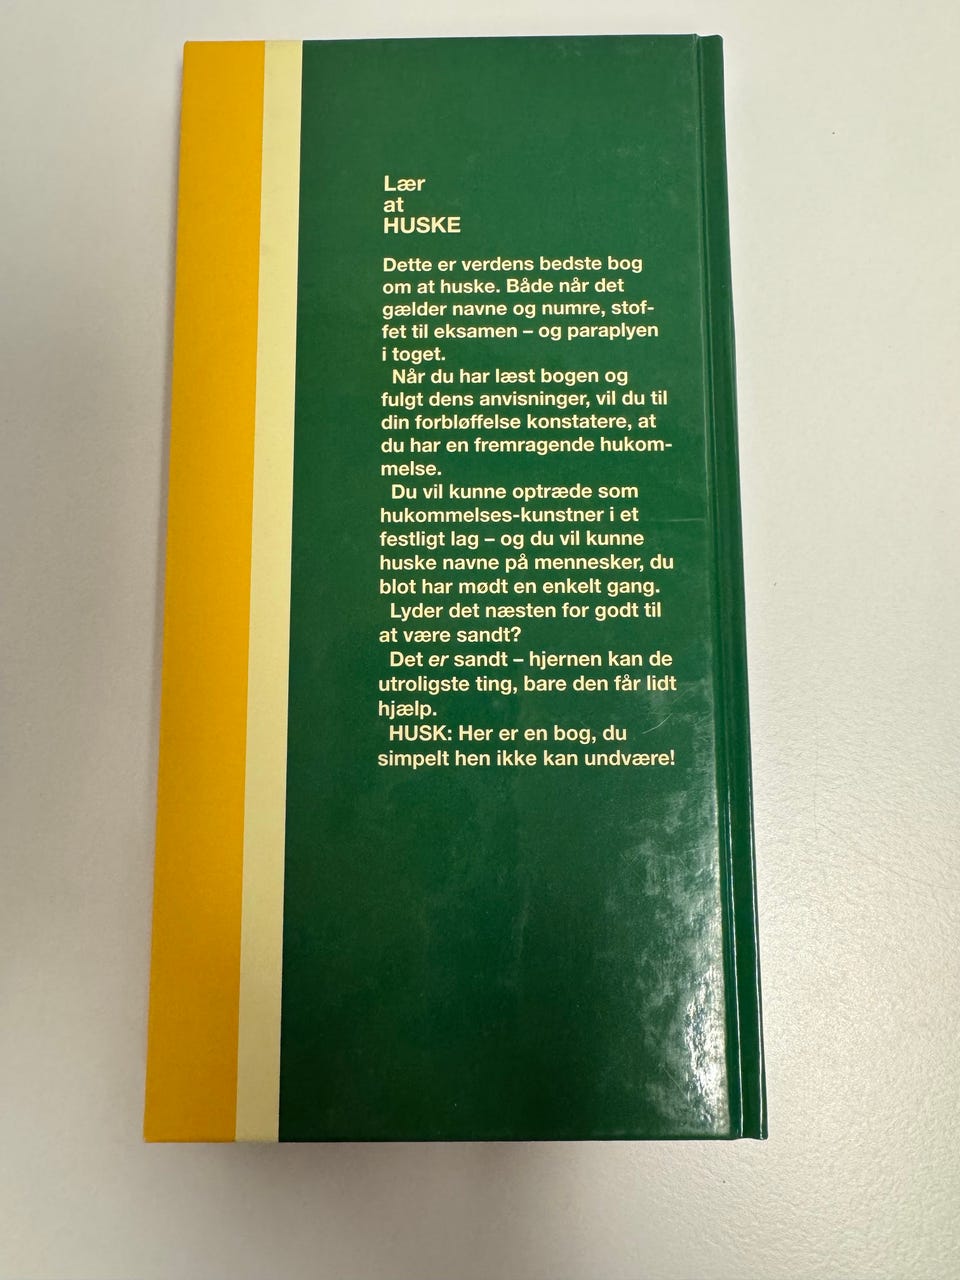 Lær
at
HUSKE
Dette er verdens bedste bog
om at huske. Både når det
gælder navne og numre, stof-
fet til eksamen – og paraplyen
i toget.
Når du har læst bogen og
fulgt dens anvisninger, vil du til
din forbløffelse konstatere, at
du har en fremragende hukom-
melse.
Du vil kunne optræde som
hukommelses-kunstner i et
festligt lag – og du vil kunne
huske navne på mennesker, du
blot har mødt en enkelt gang.
Lyder det næsten for godt til
at være sandt?
Det er sandt – hjernen kan de
utroligste ting, bare den får lidt
hjælp.
HUSK: Her er en bog, du
simpelt hen ikke kan undvære!